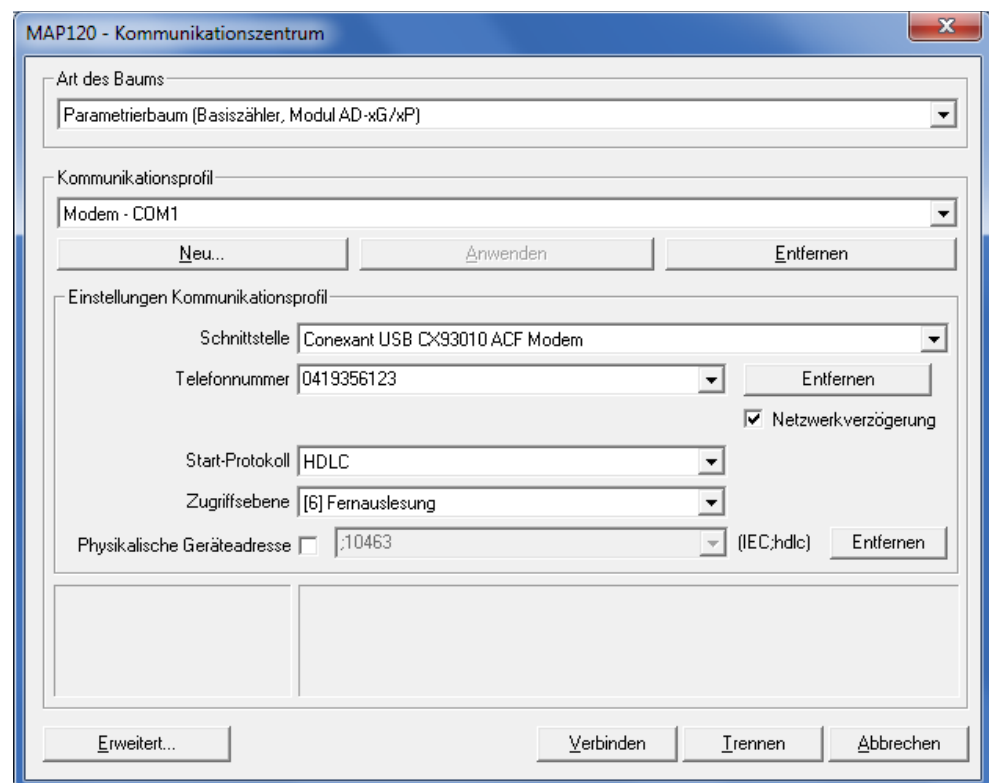 MAP120 - Kommunikationszentrum
Art des Baums
Parametrierbaum (Basiszähler, Modul AD-xG/xP)
Kommunikationsprofil
Modem - COM1
Neu... Anwenden Entfernen
Einstellungen Kommunikationsprofil
Schnittstelle Conexant USB CX93010 ACF Modem
Telefonnummer 0419356123 Entfernen
Netzwerkverzögerung
Start-Protokoll HDLC
Zugriffsebene [6] Fernauslesung
Physikalische Geräteadresse ;10463 (IEC;hdlc) Entfernen
Erweitert... Verbinden Trennen Abbrechen